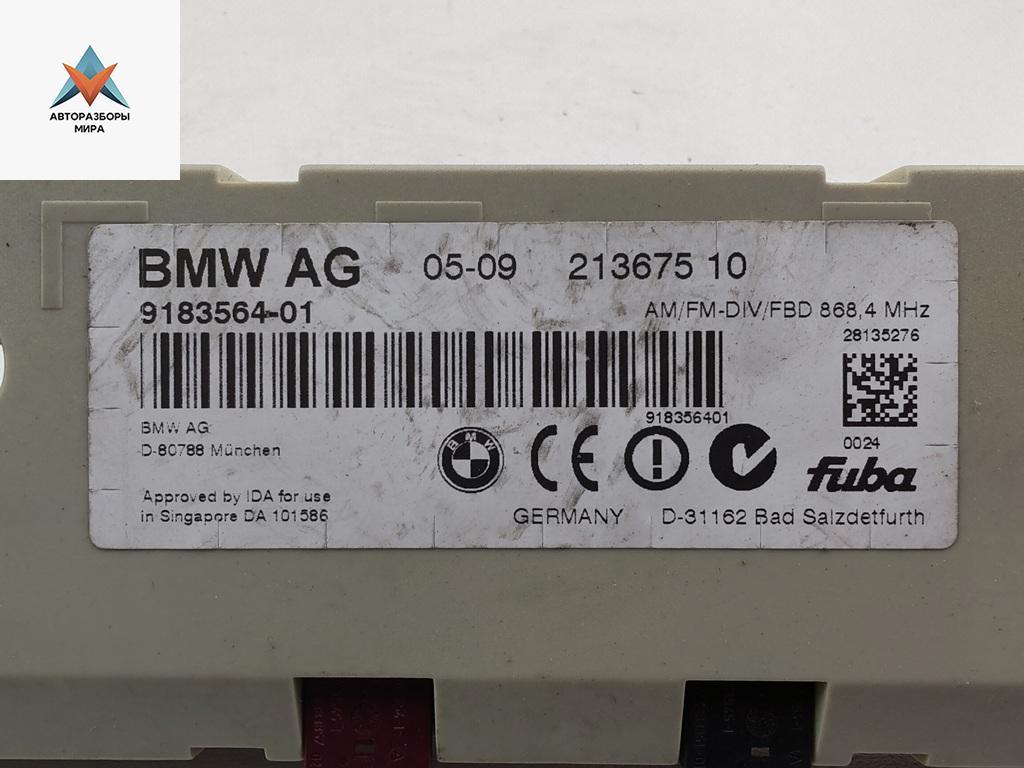 АВТОРАЗБОРЫ
МИРА
BMW AG 05-09 213675 10
9183564-01 AM/FM-DIV/FBD 868,4 MHz
28135276
918356401
BMW AG
D-80788 München
0024
BMW
CE
fuba
Approved by IDA for use
in Singapore DA 101586
GERMANY D-31162 Bad Salzdetfurth